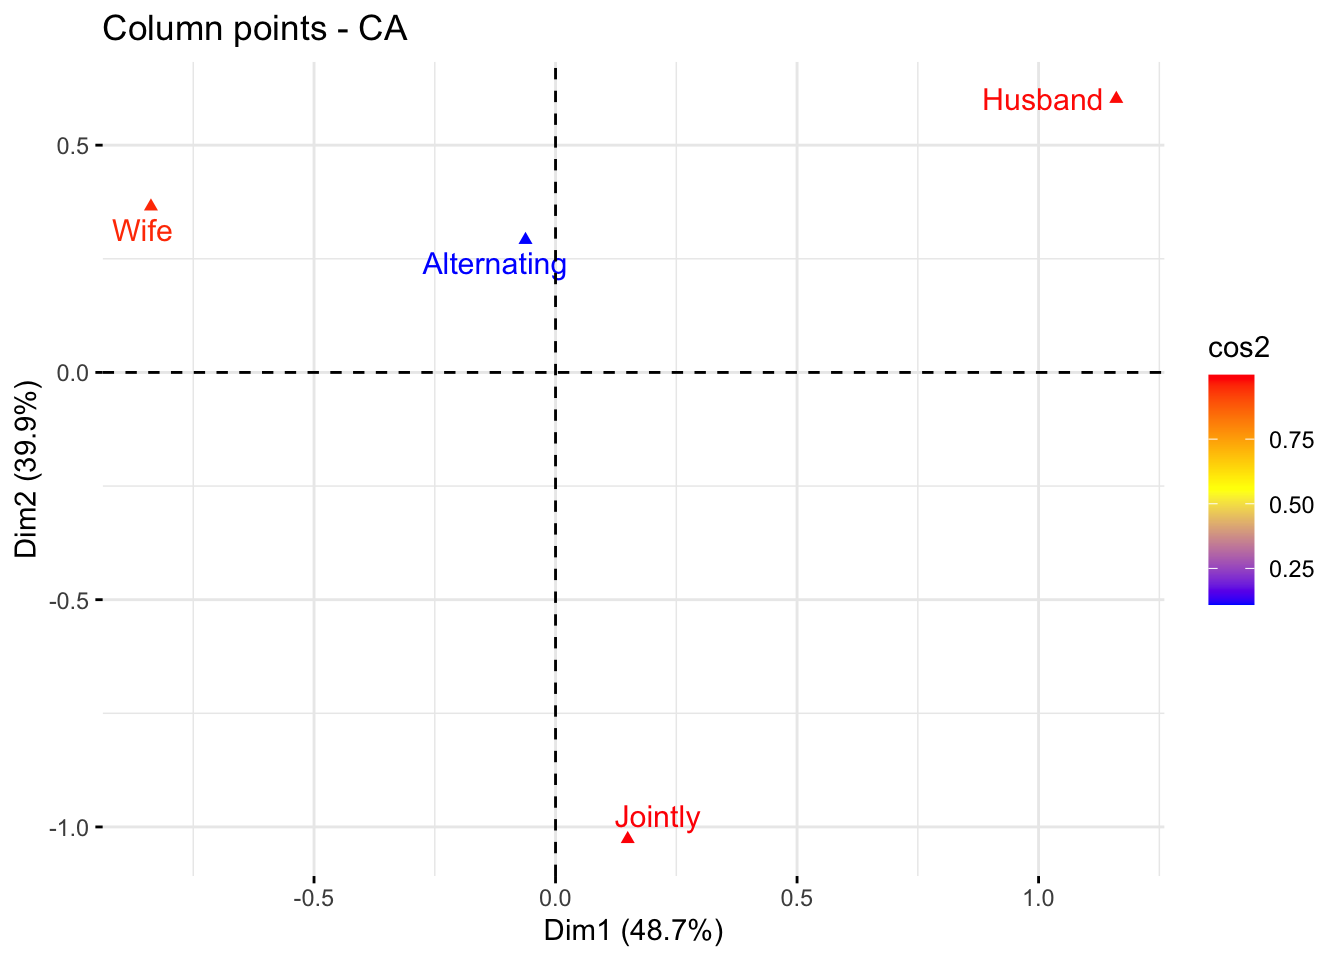 Column points - CA
Husband
0.5
Wife
Alternating
0.0
-0.5
Jointly
-1.0
-0.5
0.0
0.5
1.0
Dim1 (48.7%)
Dim2 (39.9%)
cos2
0.75
0.50
0.25